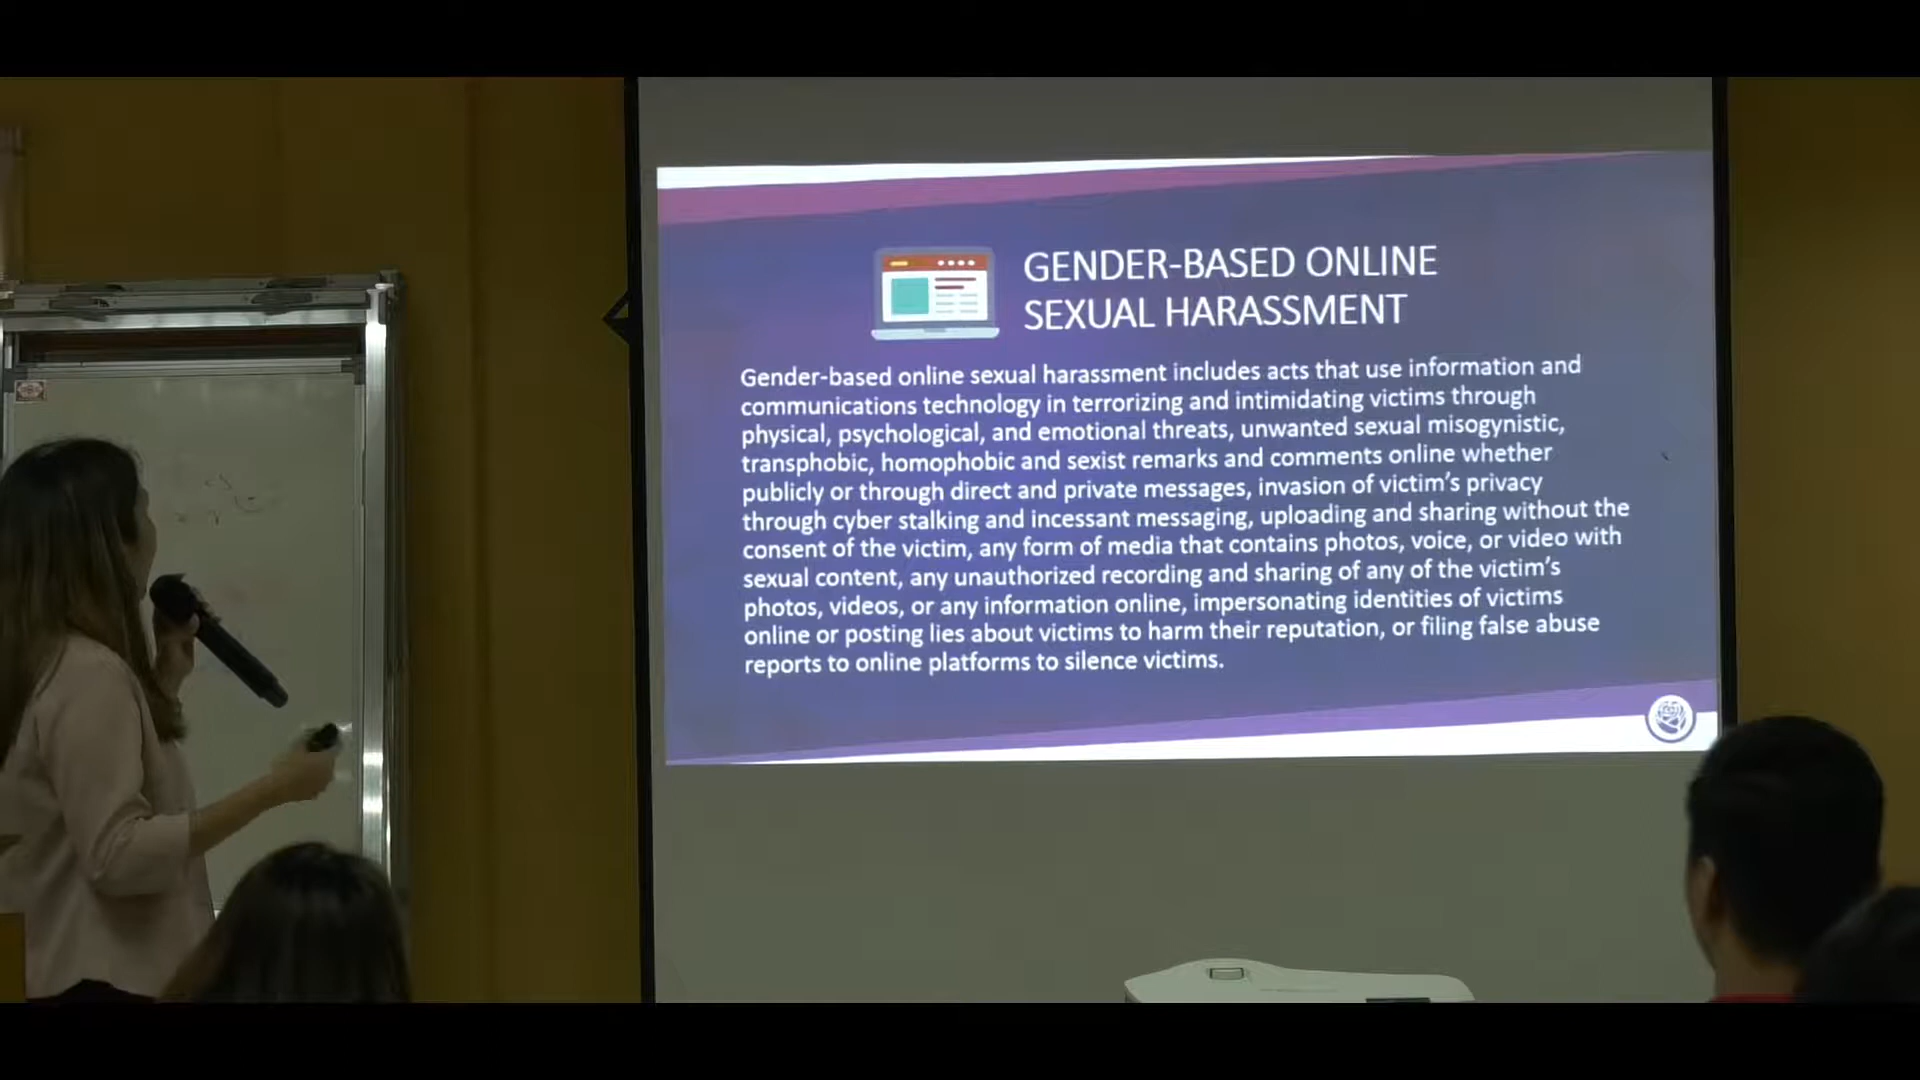 GENDER-BASED ONLINE
SEXUAL HARASSMENT
Gender-based online sexual harassment includes acts that use information and
communications technology in terrorizing and intimidating victims through
physical, psychological, and emotional threats, unwanted sexual misogynistic,
transphobic, homophobic and sexist remarks and comments online whether
publicly or through direct and private messages, invasion of victim's privacy
through cyber stalking and incessant messaging, uploading and sharing without the
consent of the victim, any form of media that contains photos, voice, or video with
sexual content, any unauthorized recording and sharing of any of the victim's
photos, videos, or any information online, impersonating identities of victims
online or posting lies about victims to harm their reputation, or filing false abuse
reports to online platforms to silence victims.